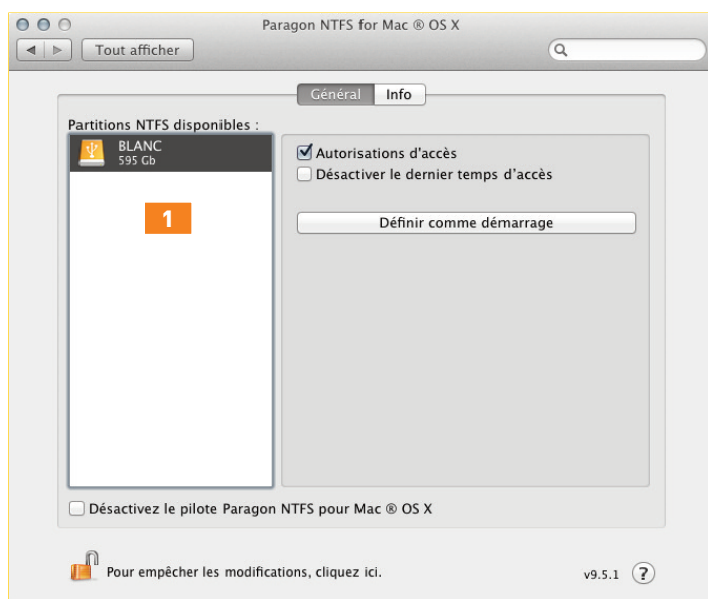 Paragon NTFS for Mac ® OS X
Tout afficher
Général Info
Partitions NTFS disponibles :
BLANC
595 Gb
1
Autorisations d'accès
Désactiver le dernier temps d'accès
Définir comme démarrage
Désactivez le pilote Paragon NTFS pour Mac ® OS X
Pour empêcher les modifications, cliquez ici.
v9.5.1 ?